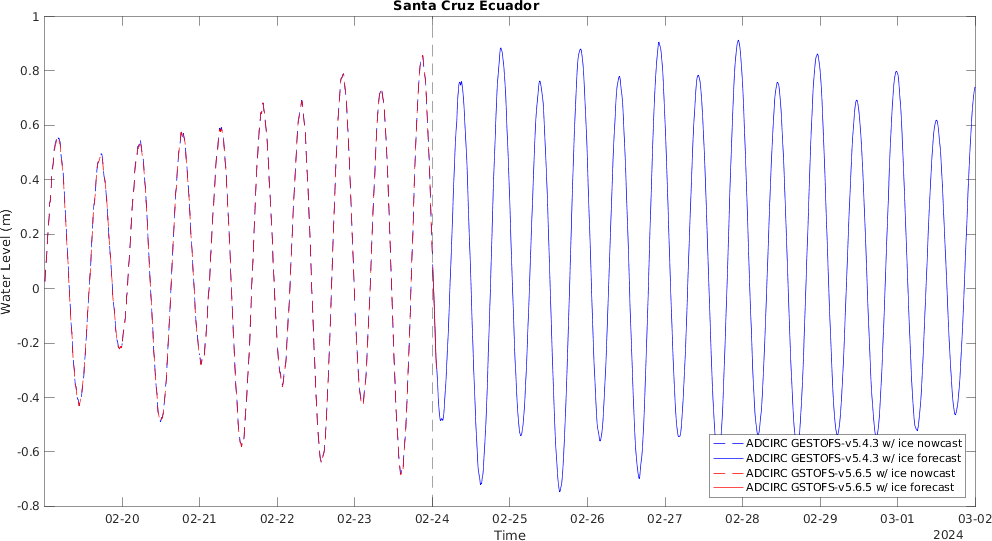 Santa Cruz Ecuador
Water Level (m)
1
0.8
0.6
0.4
0.2
0
-0.2
-0.4
-0.6
-0.8
ADCIRC GESTOFS-v5.4.3 w/ ice nowcast
ADCIRC GESTOFS-v5.4.3 w/ ice forecast
ADCIRC GSTOFS-v5.6.5 w/ ice nowcast
ADCIRC GSTOFS-v5.6.5 w/ ice forecast
02-20 02-21 02-22 02-23 02-24 02-25 02-26 02-27 02-28 02-29 03-01 03-02
Time
2024